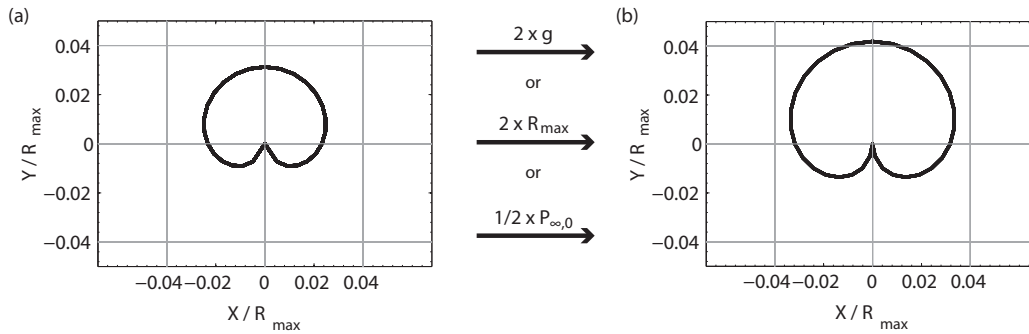 (a)
0.04
0.02
0
−0.02
−0.04
Y / R max
−0.04 −0.02 0 0.02 0.04
X / R max
2 x g
or
2 x R max
or
1/2 x P∞,0
(b)
0.04
0.02
0
−0.02
−0.04
Y / R max
−0.04 −0.02 0 0.02 0.04
X / R max